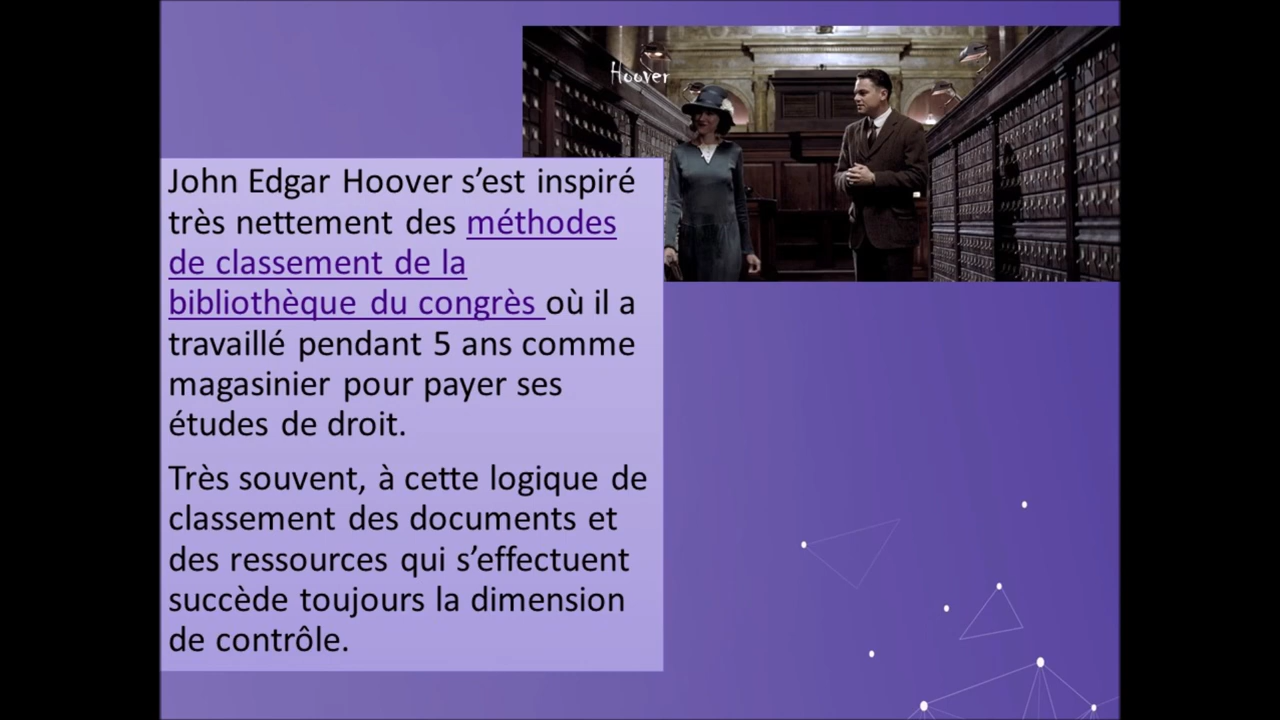 Hoover
John Edgar Hoover s’est inspiré
très nettement des méthodes
de classement de la
bibliothèque du congrès où il a
travaillé pendant 5 ans comme
magasinier pour payer ses
études de droit.
Très souvent, à cette logique de
classement des documents et
des ressources qui s’effectuent
succède toujours la dimension
de contrôle.